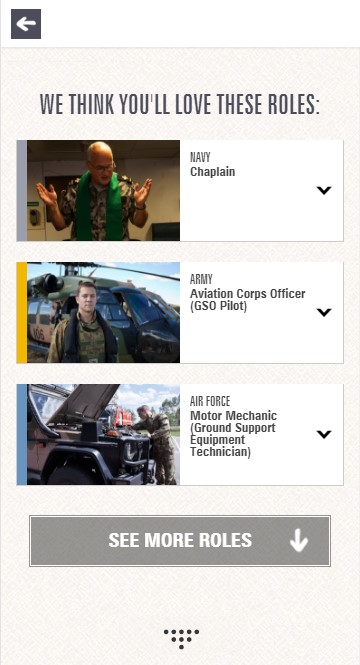 WE THINK YOU'LL LOVE THESE ROLES:
NAVY
Chaplain
ARMY
Aviation Corps Officer
(GSO Pilot)
AIR FORCE
Motor Mechanic
(Ground Support
Equipment
Technician)
SEE MORE ROLES